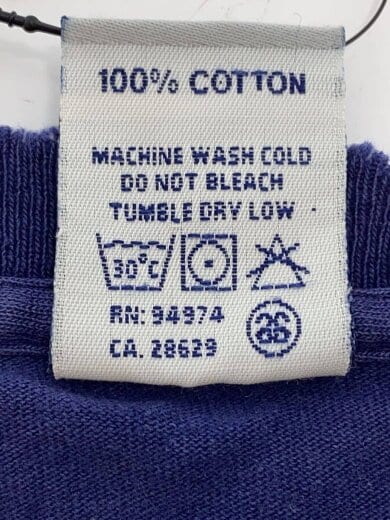 100% COTTON
MACHINE WASH COLD
DO NOT BLEACH
TUMBLE DRY LOW
30°C
RN: 94974
CA. 28629